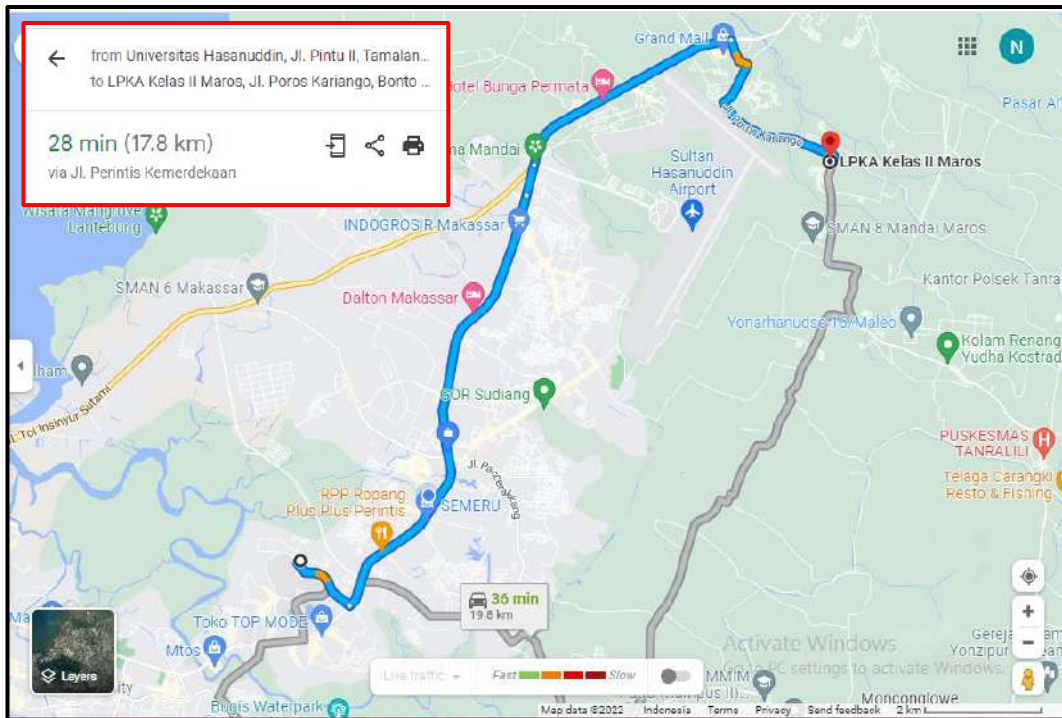 from Universitas Hasanuddin, Jl. Pintu II, Tamalan...
to LPKA Kelas II Maros, Jl. Poros Kariango, Bonto ...
28 min (17.8 km)
via Jl. Perintis Kemerdekaan
Grand Mall
N
Hotel Bunga Permata
Pasar
Jl. Poros Kariango
Mandai
Sultan
Hasanuddin
Airport
LPKA Kelas II Maros
Wisata Mangrove
Lantebung
INDOGROSIR Makassar
SMAN 8 Mandai Maros
SMAN 6 Makassar
Kantor Polsek Tanra
Dalton Makassar
Yonarhanudse 16/Maleo
Kolam Renang
Yudha Kostrad
GOR Sudiang
Tol Insinyur Sutami
PUSKESMAS
TANRALILI
Jl. Paccerakkang
Telaga Carangki
Resto & Fishing
RPP Ropang
Plus Plus Perintis
SEMERU
36 min
19.8 km
Toko TOP MODE
Mtos
Layers
Activate Windows
Go to PC settings to activate Windows.
Yonzipur
Live traffic
Fast
Slow
Monconglowe
Bugis Waterpark
Map data ©2022
Indonesia
Terms
Privacy
Send feedback
2 km